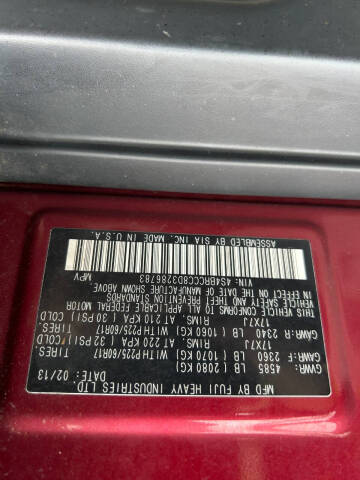 MFD BY FUJI HEAVY INDUSTRIES LTD. DATE: 02/13
GVWR: 4585 LB (2080 KG) TIRES.
GAWR-F 2360 LB (1070 KG) WITH P225/60R17
17X7J RIMS, AT 220 KPA (32 PSI) COLD
GAWR-R 2340 LB (1060 KG) WITH P225/60R17
17X7J RIMS, AT 210 KPA (30 PSI) COLD
THIS VEHICLE CONFORMS TO ALL APPLICABLE FEDERAL MOTOR
VEHICLE SAFETY, BUMPER AND THEFT PREVENTION STANDARDS
IN EFFECT ON THE DATE OF MANUFACTURE SHOWN ABOVE.
VIN: 4S4BRCCC8D3286783 MPV
ASSEMBLED BY SIA INC. MADE IN U.S.A.